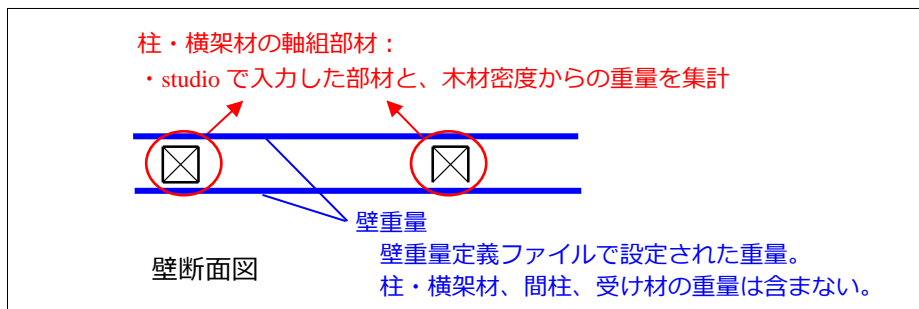 柱・横架材の軸組部材：
・studio で入力した部材と、木材密度からの重量を集計
壁重量
壁重量定義ファイルで設定された重量。
柱・横架材、間柱、受け材の重量は含まない。
壁断面図